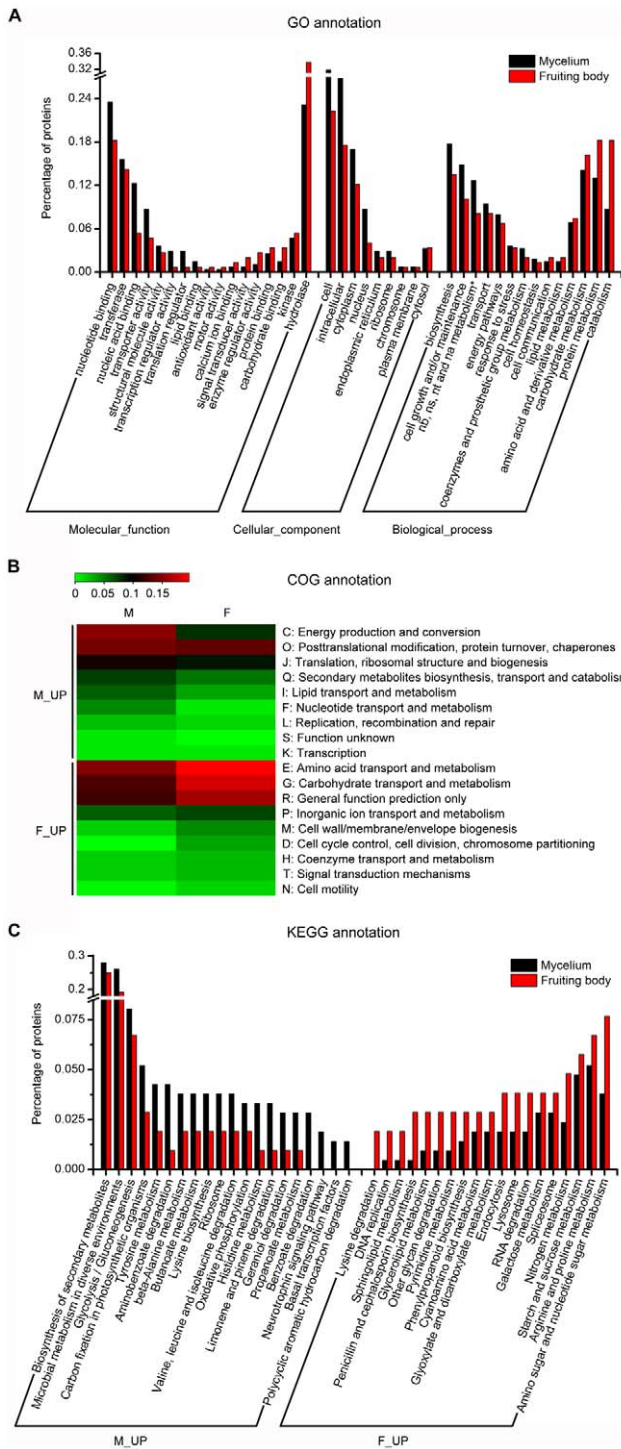 A
GO annotation
Mycelium
Fruiting body
Percentage of proteins
0.36
0.32
0.24
0.18
0.12
0.06
0.00
nucleotide binding
transferase
nucleic acid binding
transporter activity
structural molecule activity
transcription regulator activity
translation regulator
lipid binding
antioxidant activity
motor activity
calcium ion binding
signal transducer activity
enzyme regulator activity
protein binding
carbohydrate binding
kinase
hydrolase
cell
intracellular
cytoplasm
nucleus
endoplasmic reticulum
ribosome
chromosome
plasma membrane
cytosol
biosynthesis
cell growth and/or maintenance
nb, ns, nt and na metabolism*
transport
energy pathways
response to stress
coenzymes and prosthetic group metabolism
cell homeostasis
cell communication
lipid metabolism
amino acid and derivative metabolism
carbohydrate metabolism
protein metabolism
catabolism
Molecular_function
Cellular_component
Biological_process
B
COG annotation
0 0.05 0.1 0.15
M F
M_UP
C: Energy production and conversion
O: Posttranslational modification, protein turnover, chaperones
J: Translation, ribosomal structure and biogenesis
Q: Secondary metabolites biosynthesis, transport and catabolism
I: Lipid transport and metabolism
F: Nucleotide transport and metabolism
L: Replication, recombination and repair
S: Function unknown
K: Transcription
F_UP
E: Amino acid transport and metabolism
G: Carbohydrate transport and metabolism
R: General function prediction only
P: Inorganic ion transport and metabolism
M: Cell wall/membrane/envelope biogenesis
D: Cell cycle control, cell division, chromosome partitioning
H: Coenzyme transport and metabolism
T: Signal transduction mechanisms
N: Cell motility
C
KEGG annotation
Mycelium
Fruiting body
Percentage of proteins
0.3
0.2
0.075
0.050
0.025
0.000
Biosynthesis of secondary metabolites
Microbial metabolism in diverse environments
Glycolysis / Gluconeogenesis
Carbon fixation in photosynthetic organisms
Tyrosine metabolism
Aminobenzoate degradation
beta-Alanine metabolism
Butanoate metabolism
Lysine biosynthesis
Ribosome
Valine, leucine and isoleucine degradation
Oxidative phosphorylation
Histidine metabolism
Limonene and pinene degradation
Geraniol degradation
Propanoate metabolism
Benzoate degradation
Neurotrophin signaling pathway
Basal transcription factors
Polycyclic aromatic hydrocarbon degradation
Lysine degradation
DNA replication
Sphingolipid metabolism
Penicillin and cephalosporin biosynthesis
Glycerolipid metabolism
Other glycan degradation
Pyrimidine metabolism
Phenylpropanoid biosynthesis
Cyanoamino acid metabolism
Glyoxylate and dicarboxylate metabolism
Endocytosis
Lysosome
RNA degradation
Galactose metabolism
Spliceosome
Nitrogen metabolism
Starch and sucrose metabolism
Arginine and proline metabolism
Amino sugar and nucleotide sugar metabolism
M_UP
F_UP